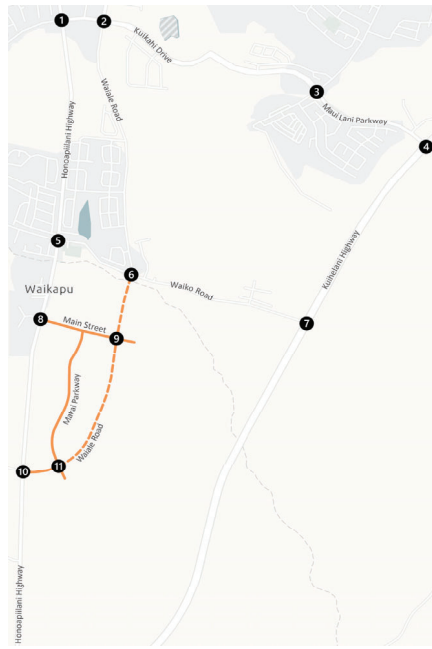 1
2
Kuikahi Drive
Waiale Road
3
Maui Lani Parkway
4
Honoapiilani Highway
5
6
Waiko Road
Kuihelani Highway
Waikapu
7
8
Main Street
9
Marai Parkway
Waiale Road
10
11
Honoapiilani Highway